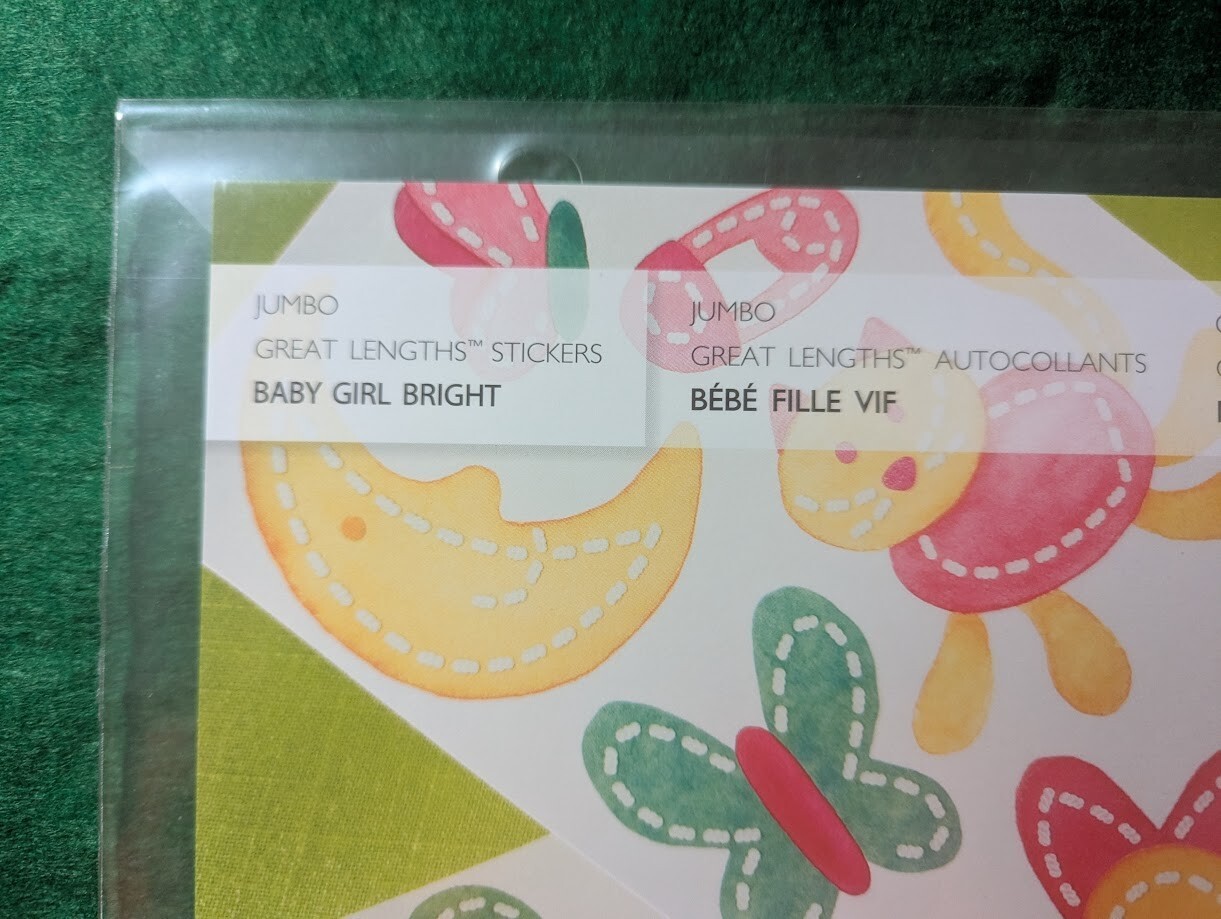 JUMBO
GREAT LENGTHS™ STICKERS
BABY GIRL BRIGHT
JUMBO
GREAT LENGTHS™ AUTOCOLLANTS
BÉBÉ FILLE VIF